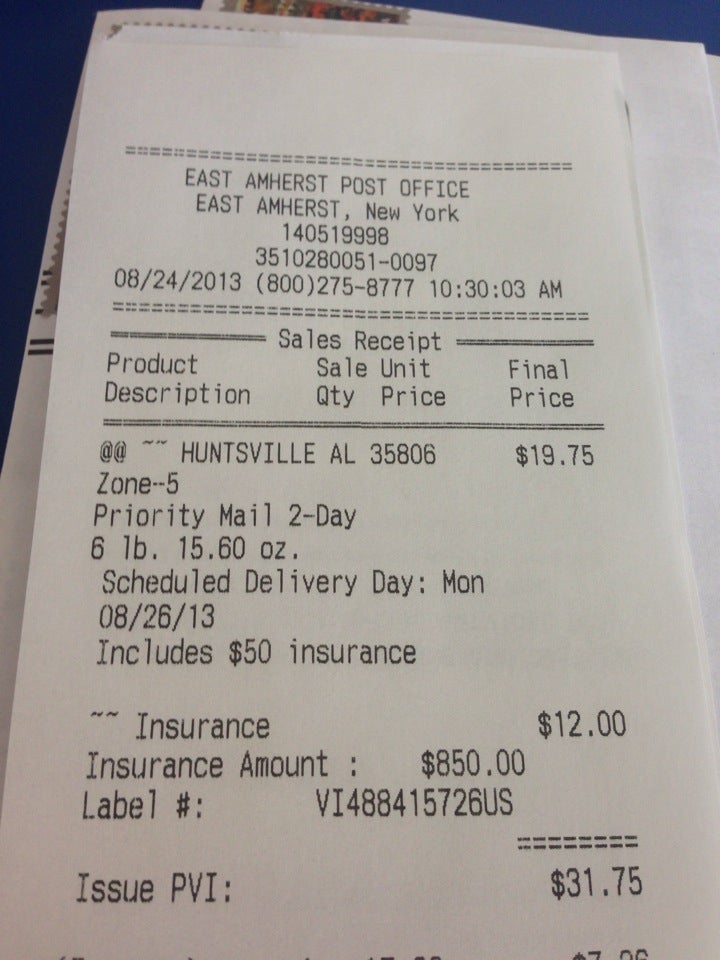 =====================================
EAST AMHERST POST OFFICE
EAST AMHERST, New York
140519998
3510280051-0097
08/24/2013 (800)275-8777 10:30:03 AM
=====================================
Sales Receipt
Product Sale Unit Final
Description Qty Price Price
@@ ~~ HUNTSVILLE AL 35806 $19.75
Zone-5
Priority Mail 2-Day
6 lb. 15.60 oz.
Scheduled Delivery Day: Mon
08/26/13
Includes $50 insurance
~~ Insurance $12.00
Insurance Amount : $850.00
Label #: VI488415726US
========
Issue PVI: $31.75